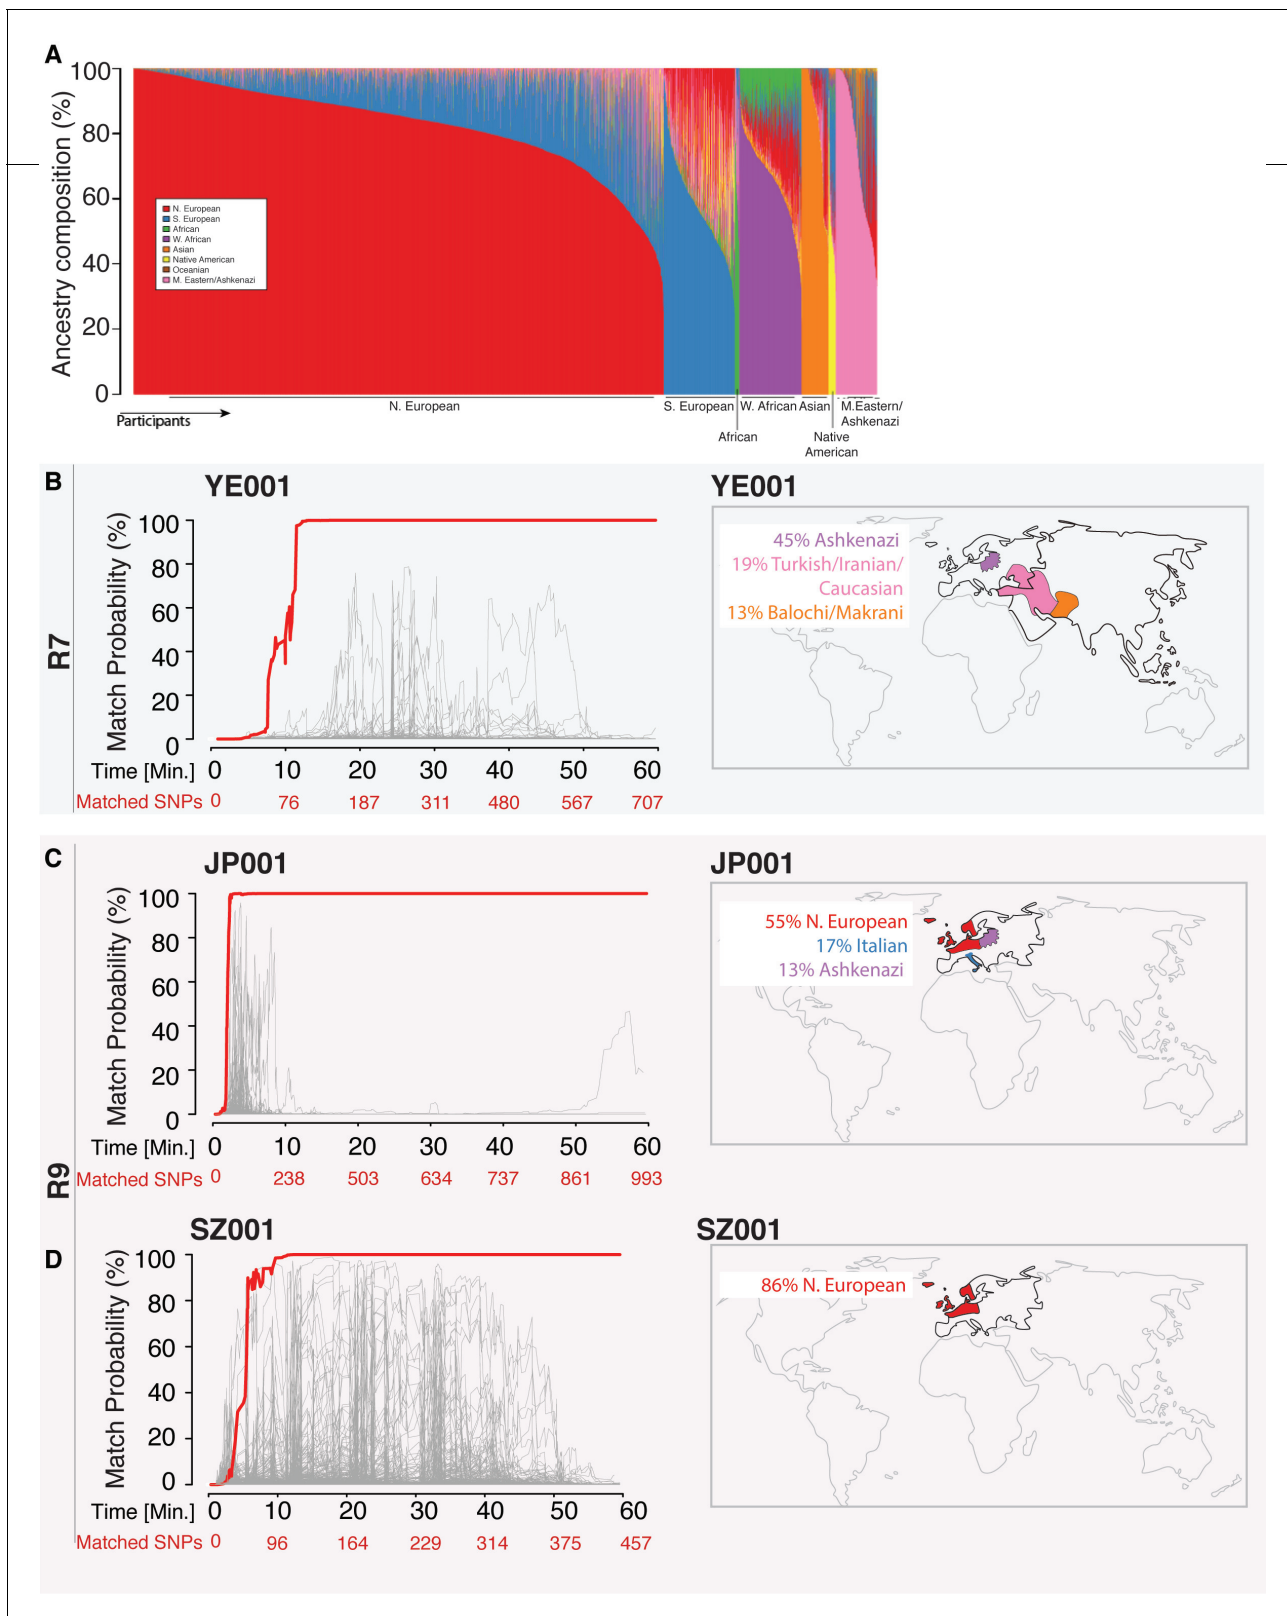 A
Ancestry composition (%)
100
80
60
40
20
0
N. European
S. European
African
W. African
Asian
Native American
Oceanian
M. Eastern/Ashkenazi
Participants
N. European
S. European
African
W. African
Asian
Native
American
M.Eastern/
Ashkenazi
B
R7
YE001
Match Probability (%)
100
80
60
40
20
0
Time [Min.] 0 10 20 30 40 50 60
Matched SNPs 0 76 187 311 480 567 707
YE001
45% Ashkenazi
19% Turkish/Iranian/
Caucasian
13% Balochi/Makrani
C
R9
JP001
Match Probability (%)
100
80
60
40
20
0
Time [Min.] 0 10 20 30 40 50 60
Matched SNPs 0 238 503 634 737 861 993
JP001
55% N. European
17% Italian
13% Ashkenazi
D
SZ001
Match Probability (%)
100
80
60
40
20
0
Time [Min.] 0 10 20 30 40 50 60
Matched SNPs 0 96 164 229 314 375 457
SZ001
86% N. European